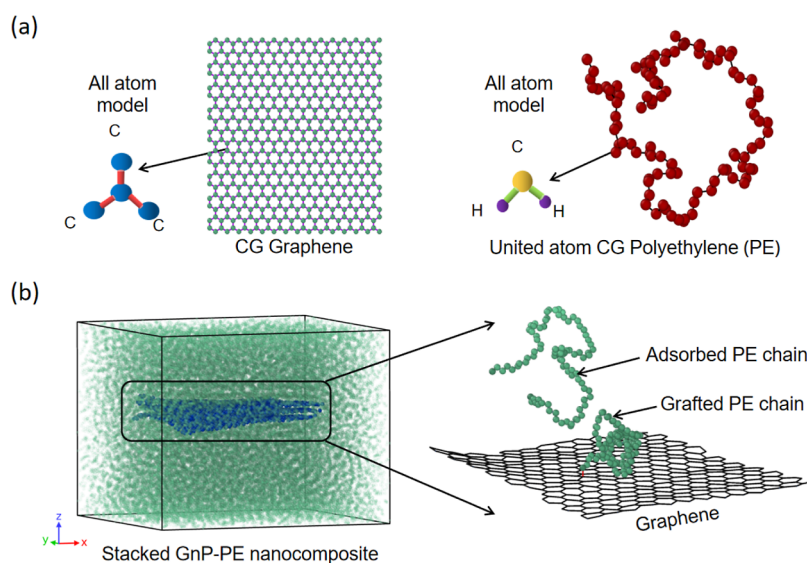 (a)
All atom
model
C
C
C
CG Graphene
All atom
model
C
H
H
United atom CG Polyethylene (PE)
(b)
z
y
x
Stacked GnP-PE nanocomposite
Adsorbed PE chain
Grafted PE chain
Graphene